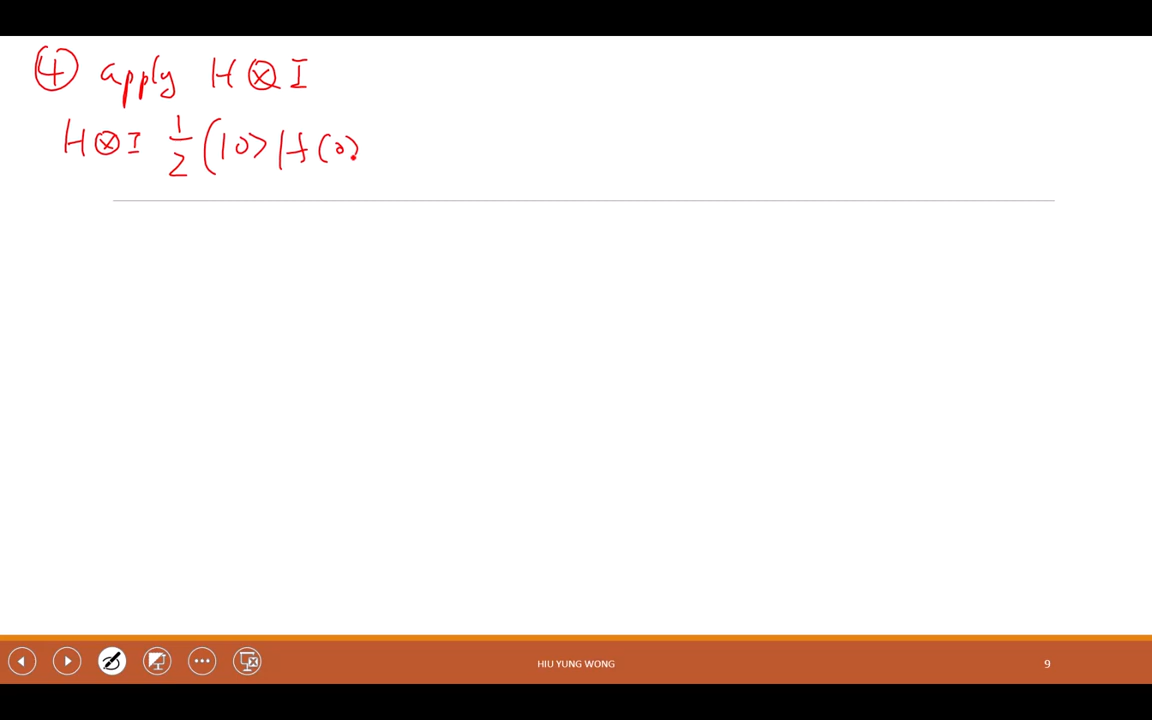 ④ apply H⊗I
H⊗I 1/2 (|0>|f(0)
HIU YUNG WONG
9